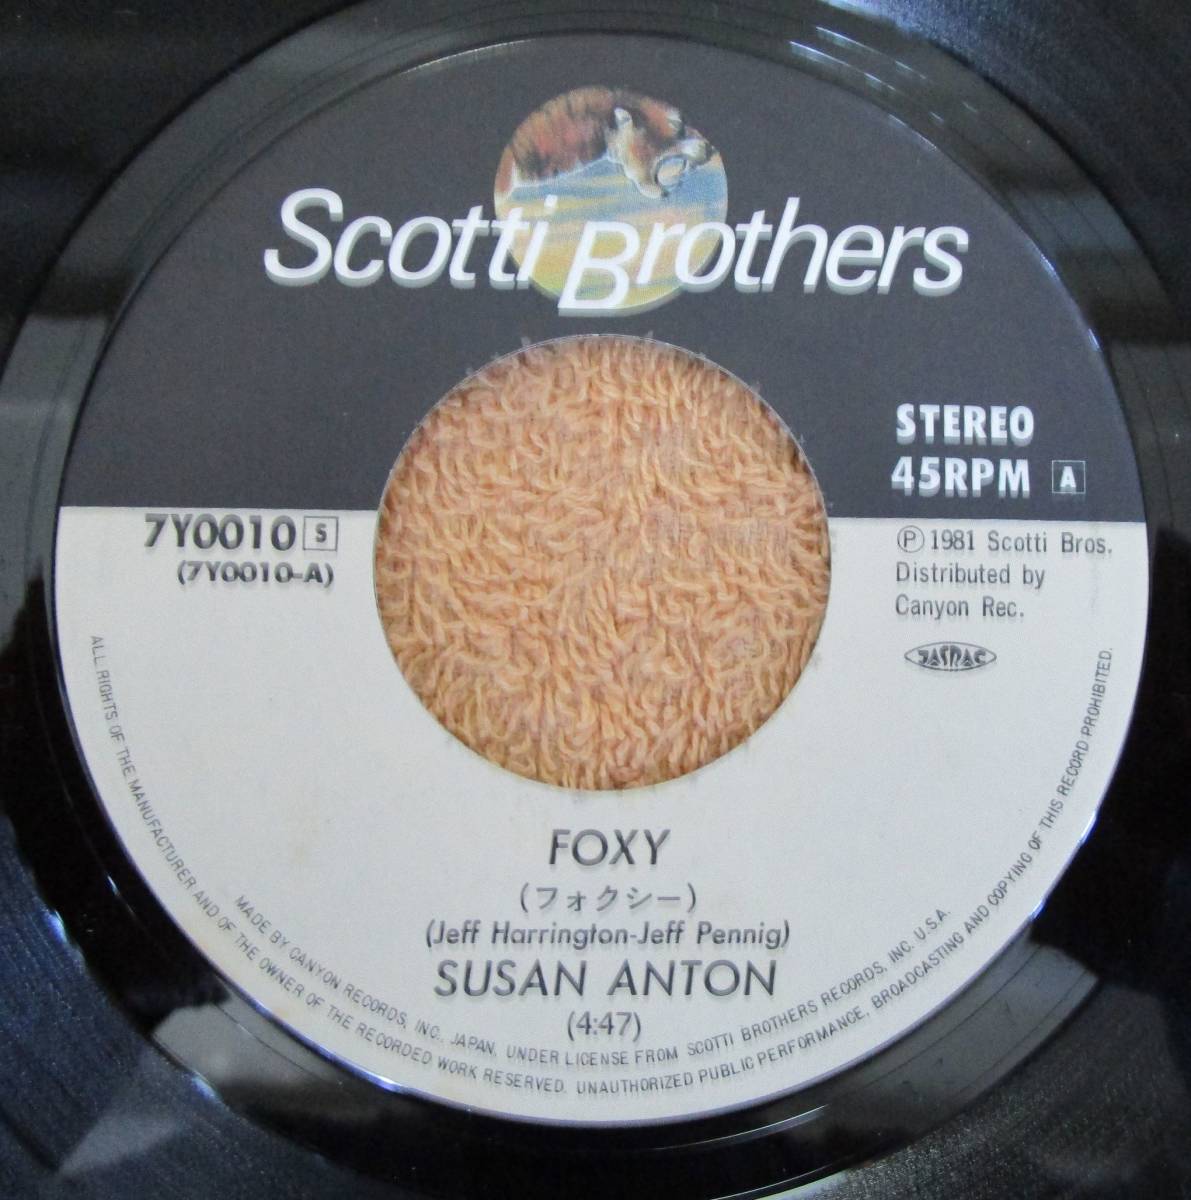 Scotti Brothers
STEREO
45RPM A
7Y0010 S
(7Y0010-A)
Ⓟ 1981 Scotti Bros.
Distributed by
Canyon Rec.
JASRAC
FOXY
(フォクシー)
(Jeff Harrington-Jeff Pennig)
SUSAN ANTON
(4:47)
MADE BY CANYON RECORDS, INC., JAPAN, UNDER LICENSE FROM SCOTTI BROTHERS RECORDS, INC. U.S.A.
ALL RIGHTS OF THE MANUFACTURER AND OF THE OWNER OF THE RECORDED WORK RESERVED. UNAUTHORIZED PUBLIC PERFORMANCE, BROADCASTING AND COPYING OF THIS RECORD PROHIBITED.